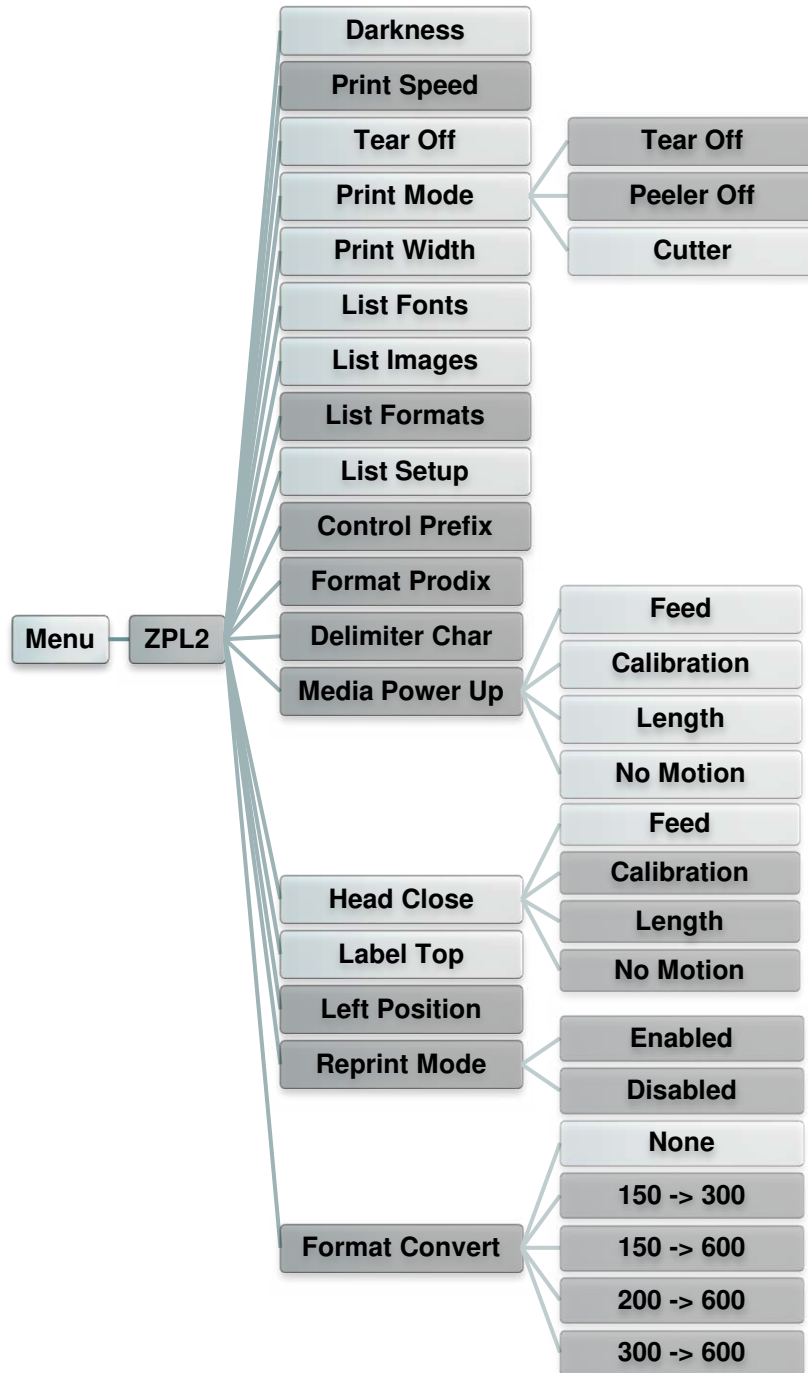 Menu
ZPL2
Darkness
Print Speed
Tear Off
Print Mode
Tear Off
Peeler Off
Cutter
Print Width
List Fonts
List Images
List Formats
List Setup
Control Prefix
Format Prodix
Delimiter Char
Media Power Up
Feed
Calibration
Length
No Motion
Head Close
Feed
Calibration
Length
No Motion
Label Top
Left Position
Reprint Mode
Enabled
Disabled
Format Convert
None
150 -> 300
150 -> 600
200 -> 600
300 -> 600